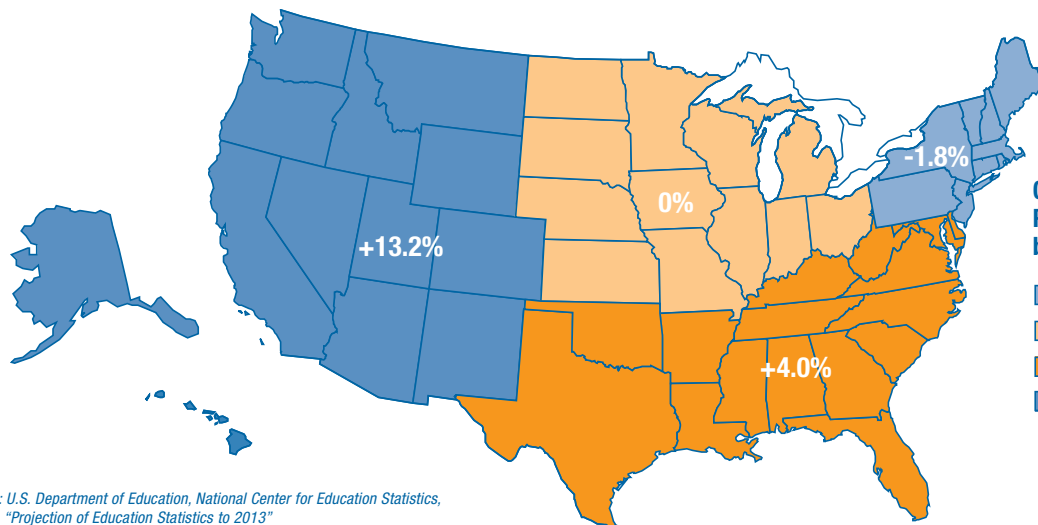 -1.8%
0%
+13.2%
+4.0%
: U.S. Department of Education, National Center for Education Statistics,
“Projection of Education Statistics to 2013”